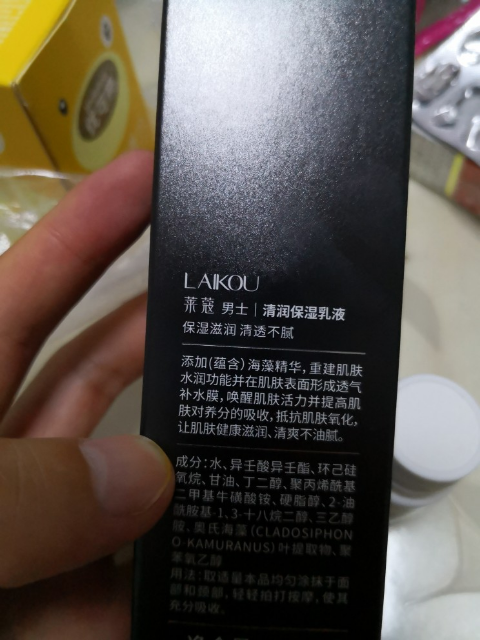 LAIKOU
莱蔻 男士 | 清润保湿乳液
保湿滋润 清透不腻
添加(蕴含)海藻精华,重建肌肤
水润功能并在肌肤表面形成透气
补水膜,唤醒肌肤活力并提高肌
肤对养分的吸收,抵抗肌肤氧化,
让肌肤健康滋润、清爽不油腻。
成分:水、异壬酸异壬酯、环己硅
氧烷、甘油、丁二醇、聚丙烯酰基
二甲基牛磺酸铵、硬脂醇、2-油
酰胺基-1,3-十八烷二醇、三乙醇
胺、奥氏海藻(CLADOSIPHON
O-KAMURANUS)叶提取物、聚
苯氧乙醇
用法:取适量本品均匀涂抹于面
部和颈部,轻轻拍打按摩,使其
充分吸收。